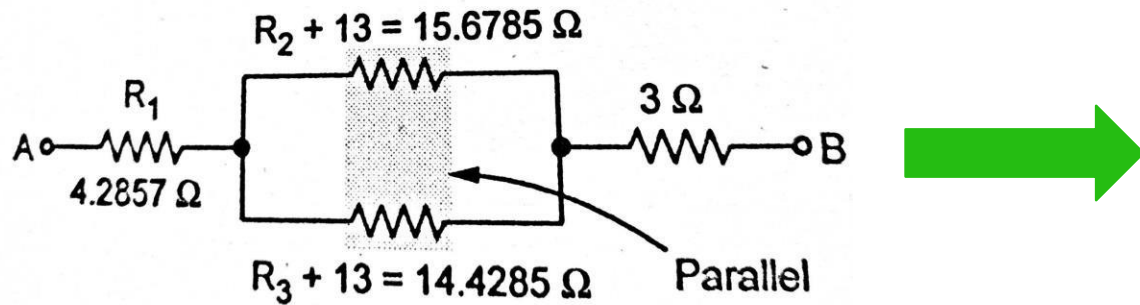 R₂ + 13 = 15.6785 Ω
R₁
3 Ω
A
B
4.2857 Ω
R₃ + 13 = 14.4285 Ω
Parallel